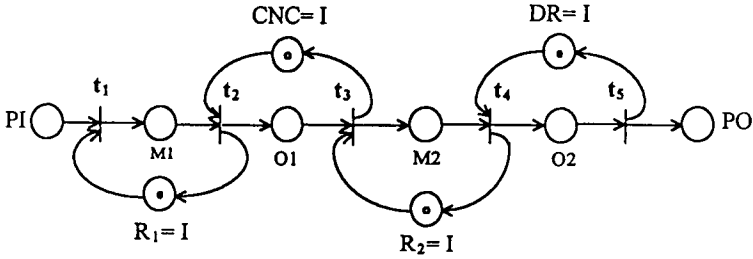 CNC= I
DR= I
t₁
t₂
t₃
t₄
t₅
PI
M1
O1
M2
O2
PO
R₁= I
R₂= I